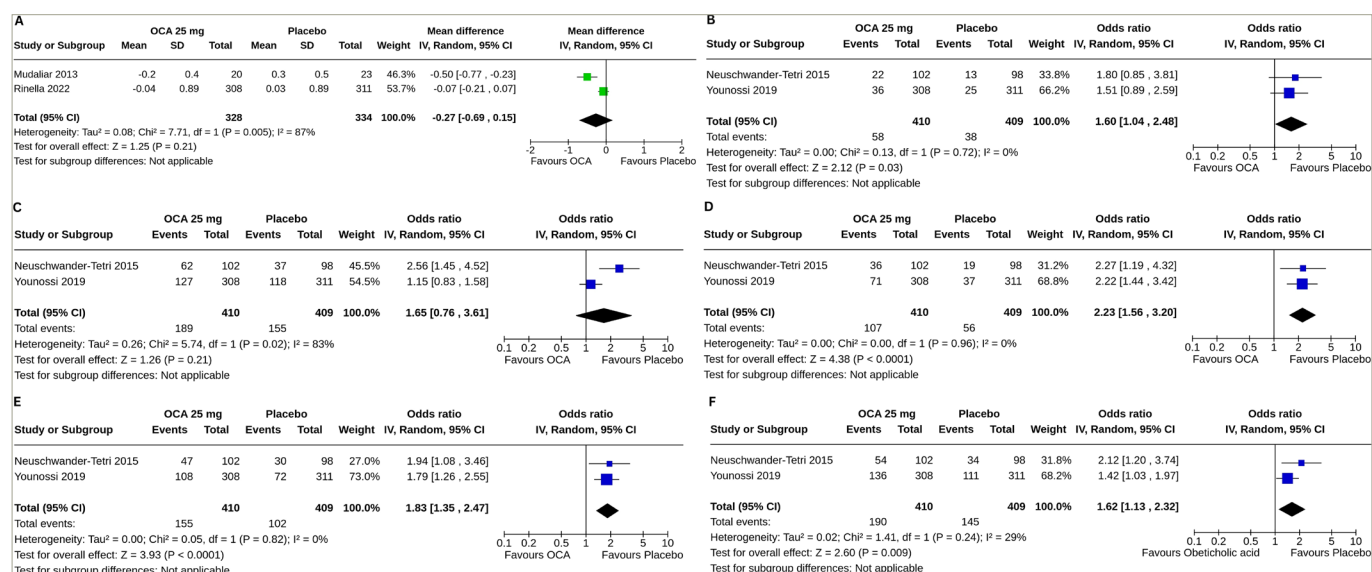 A
OCA 25 mg Placebo Mean difference Mean difference
Study or Subgroup Mean SD Total Mean SD Total Weight IV, Random, 95% CI IV, Random, 95% CI
Mudaliar 2013 -0.2 0.4 20 0.3 0.5 23 46.3% -0.50 [-0.77 , -0.23]
Rinella 2022 -0.04 0.89 308 0.03 0.89 311 53.7% -0.07 [-0.21 , 0.07]
Total (95% CI) 328 334 100.0% -0.27 [-0.69 , 0.15]
Heterogeneity: Tau² = 0.08; Chi² = 7.71, df = 1 (P = 0.005); I² = 87%
Test for overall effect: Z = 1.25 (P = 0.21)
Test for subgroup differences: Not applicable
-2 -1 0 1 2
Favours OCA Favours Placebo
B
OCA 25 mg Placebo Odds ratio Odds ratio
Study or Subgroup Events Total Events Total Weight IV, Random, 95% CI IV, Random, 95% CI
Neuschwander-Tetri 2015 22 102 13 98 33.8% 1.80 [0.85 , 3.81]
Younossi 2019 36 308 25 311 66.2% 1.51 [0.89 , 2.59]
Total (95% CI) 410 409 100.0% 1.60 [1.04 , 2.48]
Total events: 58 38
Heterogeneity: Tau² = 0.00; Chi² = 0.13, df = 1 (P = 0.72); I² = 0%
Test for overall effect: Z = 2.12 (P = 0.03)
Test for subgroup differences: Not applicable
0.1 0.2 0.5 1 2 5 10
Favours OCA Favours Placebo
C
OCA 25 mg Placebo Odds ratio Odds ratio
Study or Subgroup Events Total Events Total Weight IV, Random, 95% CI IV, Random, 95% CI
Neuschwander-Tetri 2015 62 102 37 98 45.5% 2.56 [1.45 , 4.52]
Younossi 2019 127 308 118 311 54.5% 1.15 [0.83 , 1.58]
Total (95% CI) 410 409 100.0% 1.65 [0.76 , 3.61]
Total events: 189 155
Heterogeneity: Tau² = 0.26; Chi² = 5.74, df = 1 (P = 0.02); I² = 83%
Test for overall effect: Z = 1.26 (P = 0.21)
Test for subgroup differences: Not applicable
0.1 0.2 0.5 1 2 5 10
Favours OCA Favours Placebo
D
OCA 25 mg Placebo Odds ratio Odds ratio
Study or Subgroup Events Total Events Total Weight IV, Random, 95% CI IV, Random, 95% CI
Neuschwander-Tetri 2015 36 102 19 98 31.2% 2.27 [1.19 , 4.32]
Younossi 2019 71 308 37 311 68.8% 2.22 [1.44 , 3.42]
Total (95% CI) 410 409 100.0% 2.23 [1.56 , 3.20]
Total events: 107 56
Heterogeneity: Tau² = 0.00; Chi² = 0.00, df = 1 (P = 0.96); I² = 0%
Test for overall effect: Z = 4.38 (P < 0.0001)
Test for subgroup differences: Not applicable
0.1 0.2 0.5 1 2 5 10
Favours OCA Favours Placebo
E
OCA 25 mg Placebo Odds ratio Odds ratio
Study or Subgroup Events Total Events Total Weight IV, Random, 95% CI IV, Random, 95% CI
Neuschwander-Tetri 2015 47 102 30 98 27.0% 1.94 [1.08 , 3.46]
Younossi 2019 108 308 72 311 73.0% 1.79 [1.26 , 2.55]
Total (95% CI) 410 409 100.0% 1.83 [1.35 , 2.47]
Total events: 155 102
Heterogeneity: Tau² = 0.00; Chi² = 0.05, df = 1 (P = 0.82); I² = 0%
Test for overall effect: Z = 3.93 (P < 0.0001)
Test for subgroup differences: Not applicable
0.1 0.2 0.5 1 2 5 10
Favours OCA Favours Placebo
F
OCA 25 mg Placebo Odds ratio Odds ratio
Study or Subgroup Events Total Events Total Weight IV, Random, 95% CI IV, Random, 95% CI
Neuschwander-Tetri 2015 54 102 34 98 31.8% 2.12 [1.20 , 3.74]
Younossi 2019 136 308 111 311 68.2% 1.42 [1.03 , 1.97]
Total (95% CI) 410 409 100.0% 1.62 [1.13 , 2.32]
Total events: 190 145
Heterogeneity: Tau² = 0.02; Chi² = 1.41, df = 1 (P = 0.24); I² = 29%
Test for overall effect: Z = 2.60 (P = 0.009)
Test for subgroup differences: Not applicable
0.1 0.2 0.5 1 2 5 10
Favours Obeticholic acid Favours Placebo